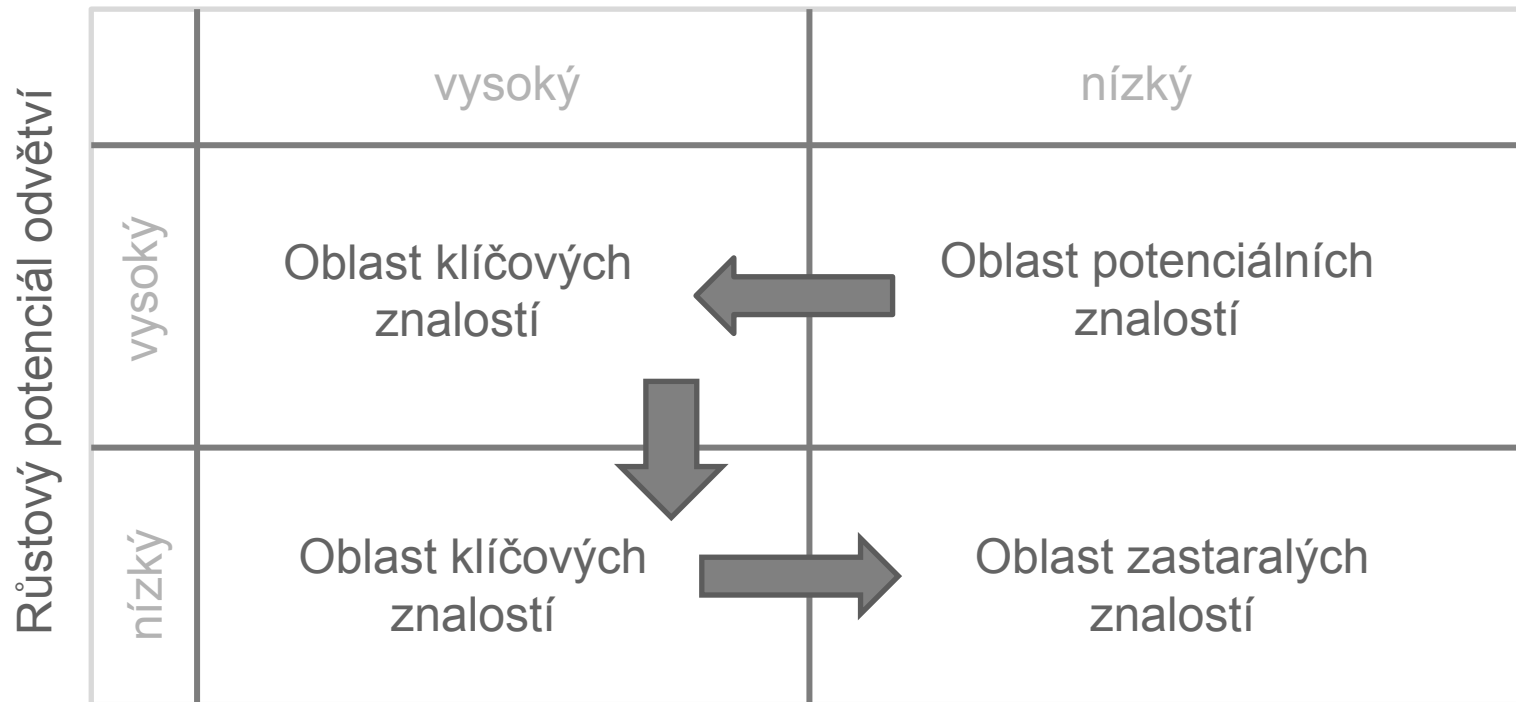 Růstový potenciál odvětví
vysoký
nízký
vysoký
Oblast klíčových
znalostí
Oblast potenciálních
znalostí
nízký
Oblast klíčových
znalostí
Oblast zastaralých
znalostí